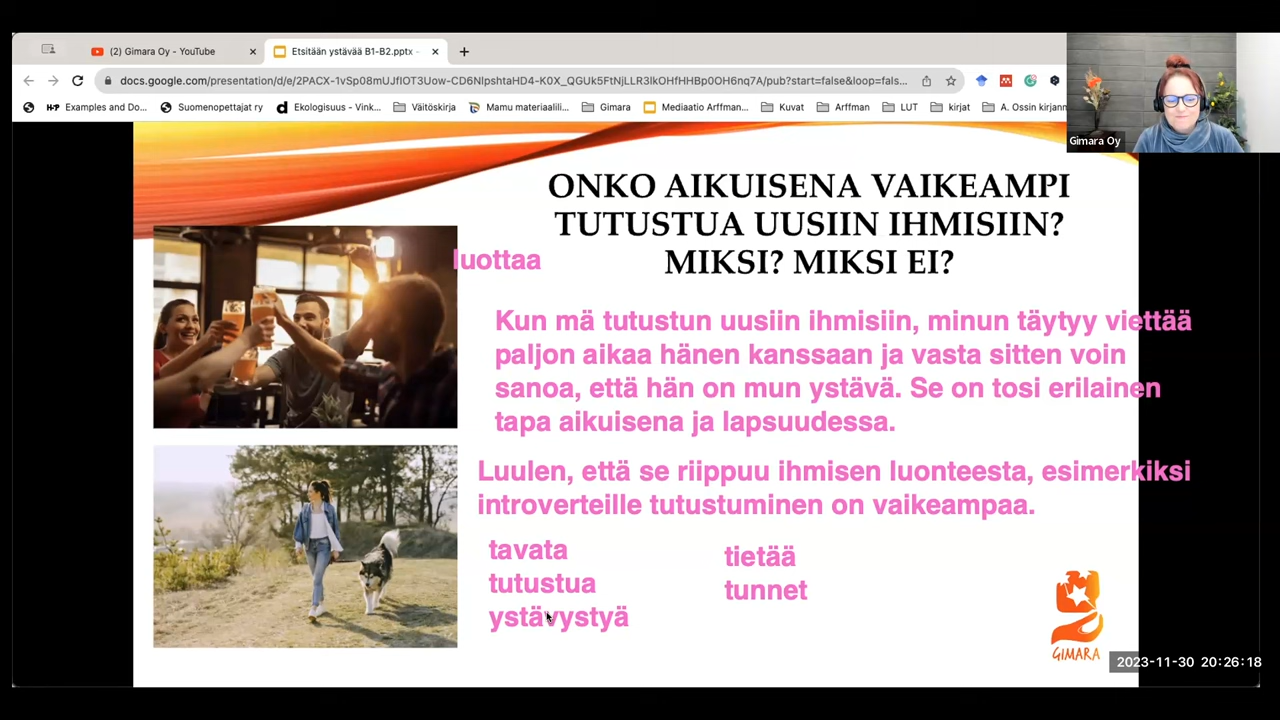 (2) Gimara Oy - YouTube
Etsitään ystävää B1-B2.pptx -
docs.google.com/presentation/d/e/2PACX-1vSp08mUJflOT3Uow-CD6NlpshtaHD4-K0X_QGUk5FtNjLLR3lkOHfHHBp0OH6nq7A/pub?start=false&loop=fals...
Examples and Do...
Suomenopettajat ry
Ekologisuus - Vink...
Väitöskirja
Mamu materiaalil...
Gimara
Mediaatio Arffman...
Kuvat
Arffman
LUT
kirjat
A. Ossin kirjann
Gimara Oy
ONKO AIKUISENA VAIKEAMPI
TUTUSTUA UUSIIN IHMISIIN?
MIKSI? MIKSI EI?
luottaa
Kun mä tutustun uusiin ihmisiin, minun täytyy viettää
paljon aikaa hänen kanssaan ja vasta sitten voin
sanoa, että hän on mun ystävä. Se on tosi erilainen
tapa aikuisena ja lapsuudessa.
Luulen, että se riippuu ihmisen luonteesta, esimerkiksi
introverteille tutustuminen on vaikeampaa.
tavata
tutustua
ystävystyä
tietää
tunnet
GIMARA
2023-11-30 20:26:18